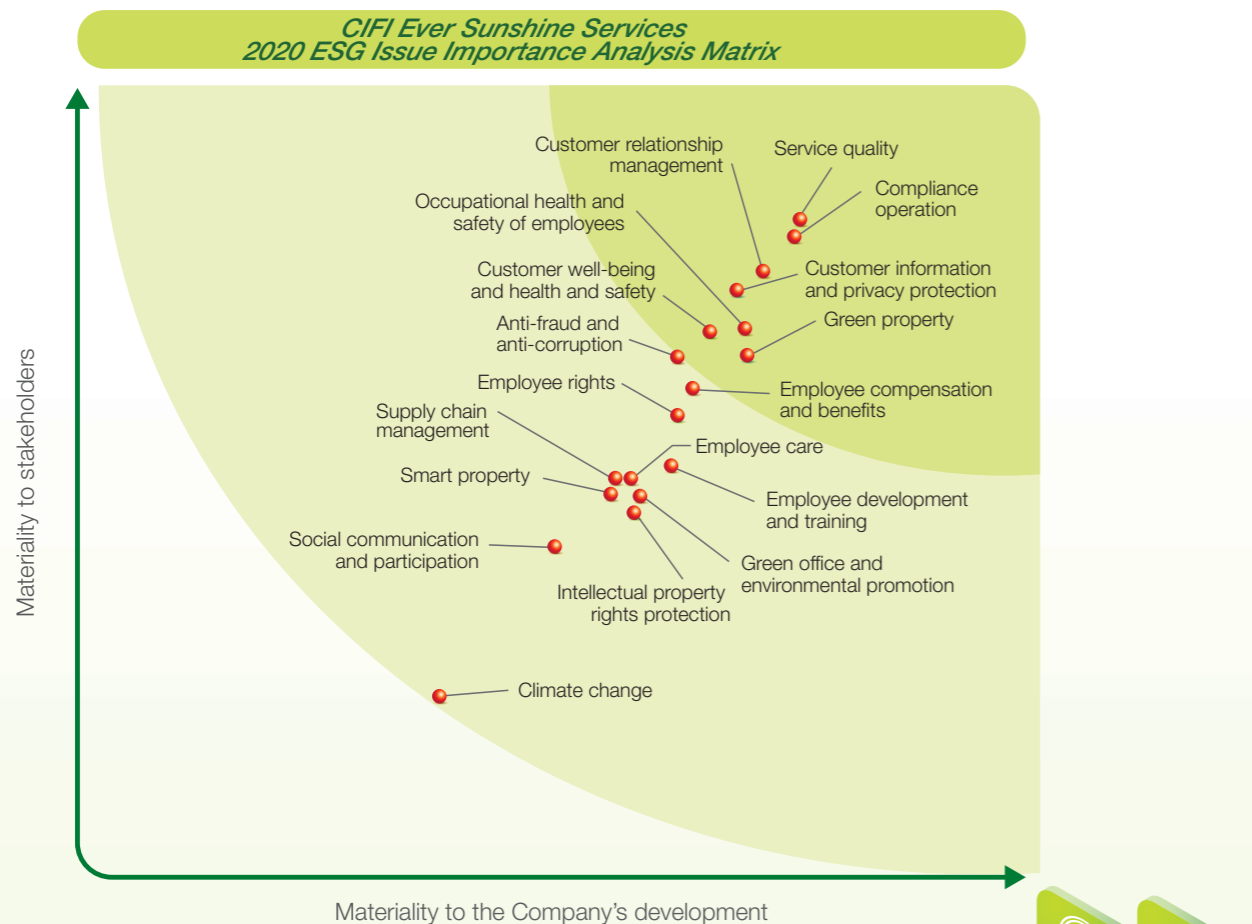 CIFI Ever Sunshine Services
2020 ESG Issue Importance Analysis Matrix
Materiality to stakeholders
Customer relationship
management
Service quality
Compliance
operation
Occupational health and
safety of employees
Customer well-being
and health and safety
Customer information
and privacy protection
Anti-fraud and
anti-corruption
Green property
Employee rights
Employee compensation
and benefits
Supply chain
management
Employee care
Smart property
Employee development
and training
Social communication
and participation
Green office and
environmental promotion
Intellectual property
rights protection
Climate change
Materiality to the Company's development